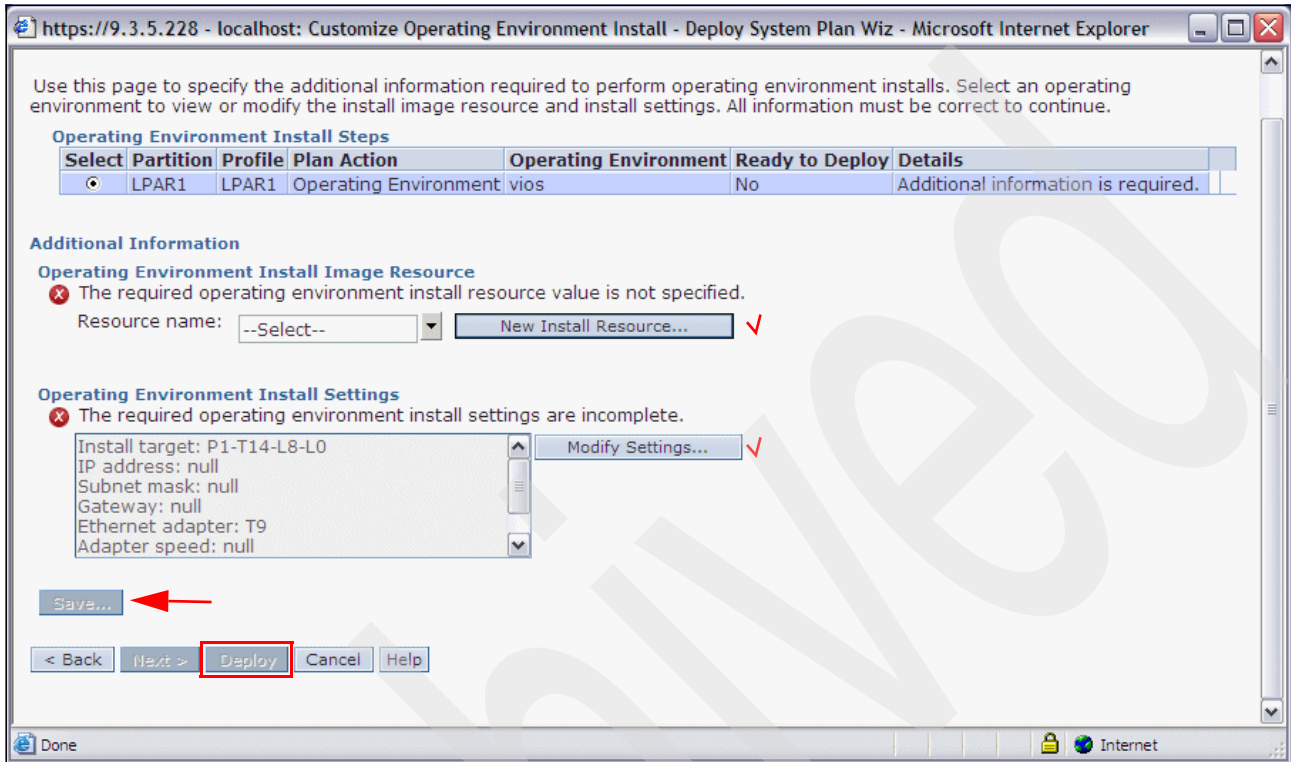 https://9.3.5.228 - localhost: Customize Operating Environment Install - Deploy System Plan Wiz - Microsoft Internet Explorer
Use this page to specify the additional information required to perform operating environment installs. Select an operating
environment to view or modify the install image resource and install settings. All information must be correct to continue.
Operating Environment Install Steps
Select Partition Profile Plan Action Operating Environment Ready to Deploy Details
LPAR1 LPAR1 Operating Environment vios No Additional information is required.
Additional Information
Operating Environment Install Image Resource
The required operating environment install resource value is not specified.
Resource name: --Select-- New Install Resource...
Operating Environment Install Settings
The required operating environment install settings are incomplete.
Install target: P1-T14-L8-L0 Modify Settings...
IP address: null
Subnet mask: null
Gateway: null
Ethernet adapter: T9
Adapter speed: null
Save...
< Back Next > Deploy Cancel Help
Done Internet